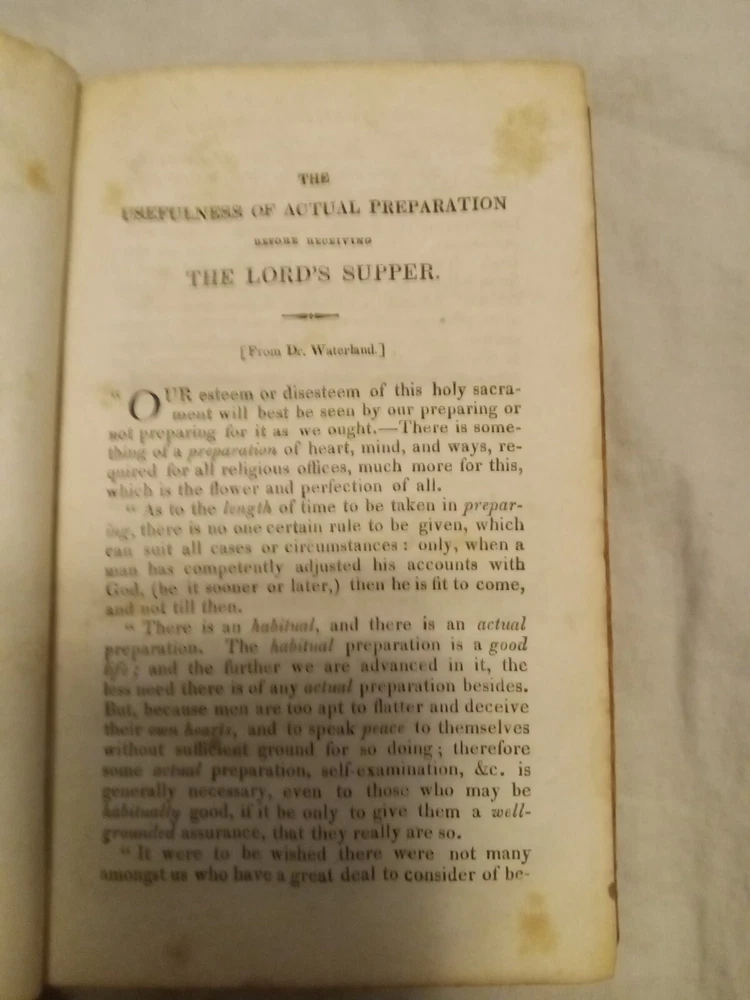 THE
USEFULNESS OF ACTUAL PREPARATION
BEFORE RECEIVING
THE LORD'S SUPPER.
[From Dr. Waterland.]
"OUR esteem or disesteem of this holy sacra-
ment will best be seen by our preparing or
not preparing for it as we ought.—There is some-
thing of a preparation of heart, mind, and ways, re-
quired for all religious offices, much more for this,
which is the flower and perfection of all.
"As to the length of time to be taken in prepar-
ing, there is no one certain rule to be given, which
can suit all cases or circumstances: only, when a
man has competently adjusted his accounts with
God, (be it sooner or later,) then he is fit to come,
and not till then.
"There is an habitual, and there is an actual
preparation. The habitual preparation is a good
life; and the further we are advanced in it, the
less need there is of any actual preparation besides.
But, because men are too apt to flatter and deceive
their own hearts, and to speak peace to themselves
without sufficient ground for so doing; therefore
some actual preparation, self-examination, &c. is
generally necessary, even to those who may be
habitually good, if it be only to give them a well-
grounded assurance, that they really are so.
"It were to be wished there were not many
amongst us who have a great deal to consider of be-